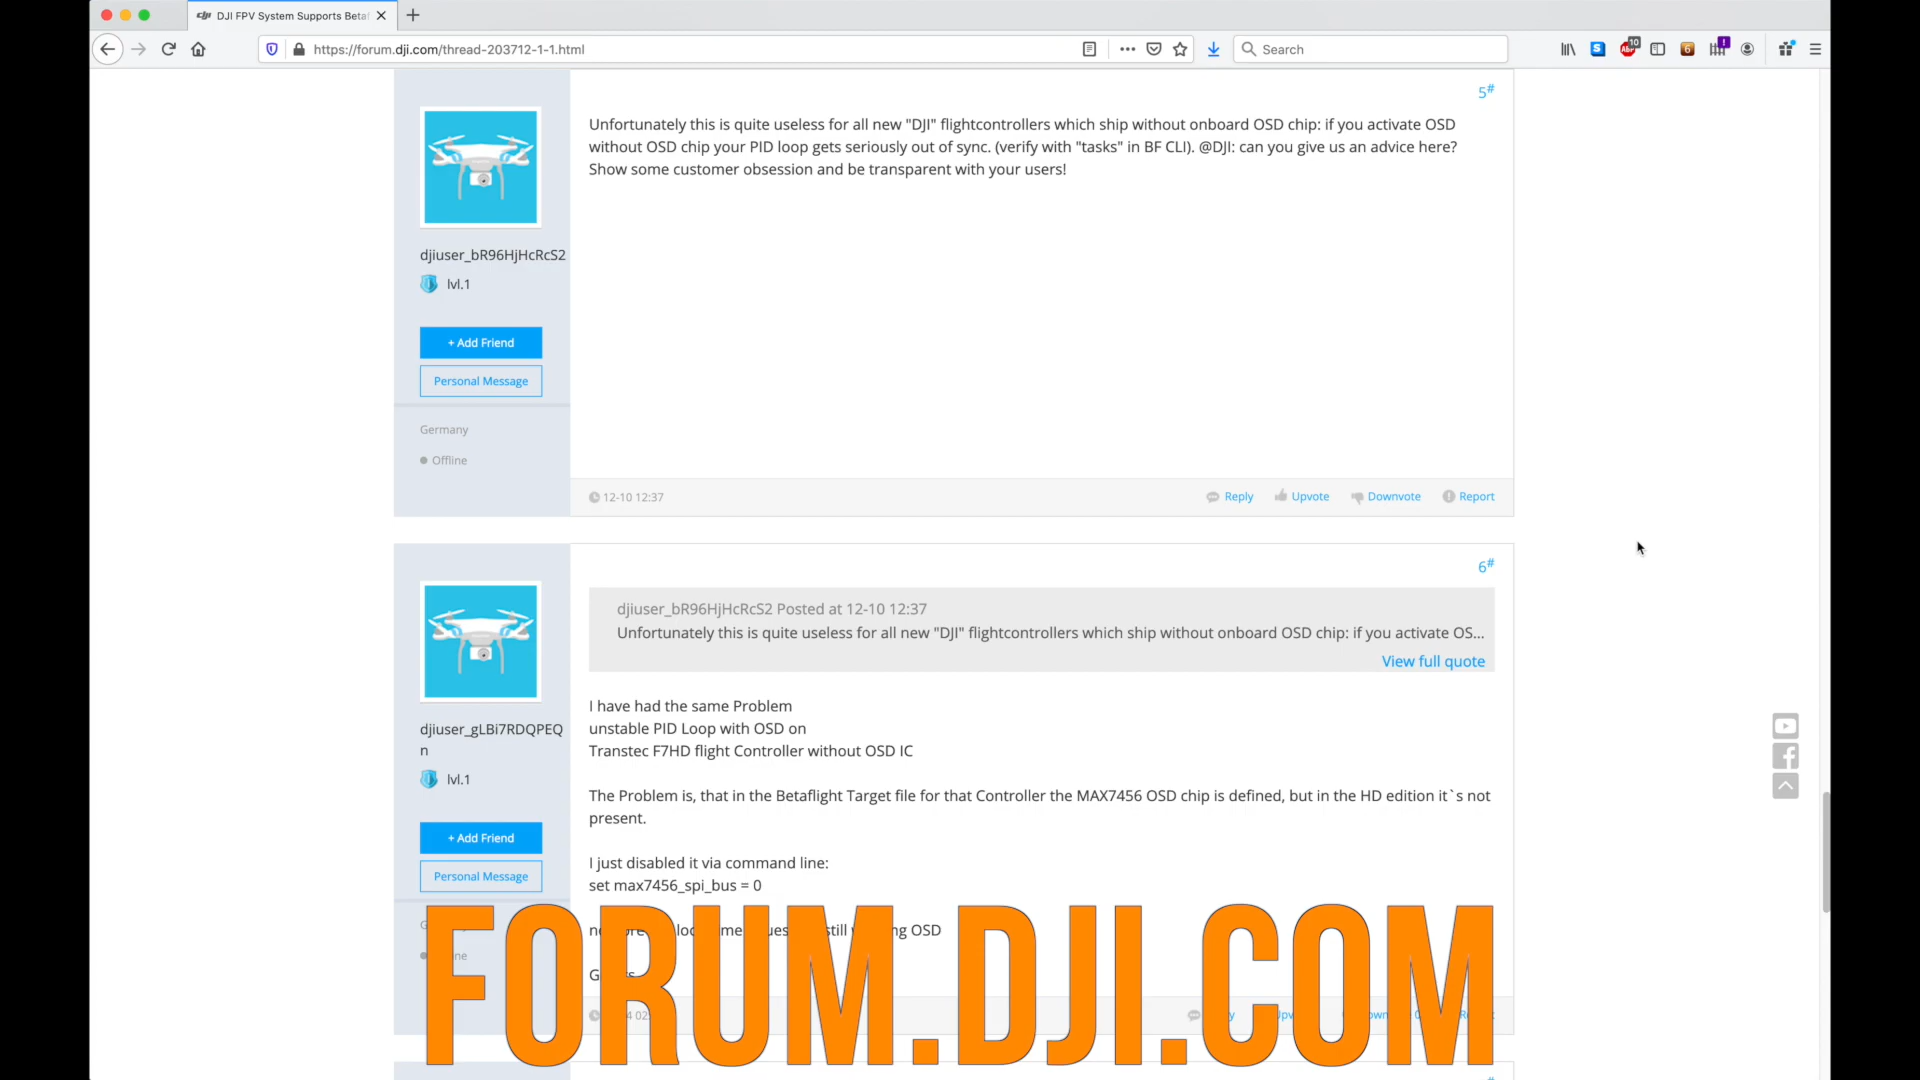 DJI FPV System Supports Beta
https://forum.dji.com/thread-203712-1-1.html
Search
10
6
5#
Unfortunately this is quite useless for all new "DJI" flightcontrollers which ship without onboard OSD chip: if you activate OSD
without OSD chip your PID loop gets seriously out of sync. (verify with "tasks" in BF CLI). @DJI: can you give us an advice here?
Show some customer obsession and be transparent with your users!
djiuser_bR96HjHcRcS2
lvl.1
+ Add Friend
Personal Message
Germany
Offline
12-10 12:37
Reply
Upvote
Downvote
Report
6#
djiuser_bR96HjHcRcS2 Posted at 12-10 12:37
Unfortunately this is quite useless for all new "DJI" flightcontrollers which ship without onboard OSD chip: if you activate OS...
View full quote
I have had the same Problem
unstable PID Loop with OSD on
Transtec F7HD flight Controller without OSD IC
djiuser_gLBi7RDQPEQ
n
lvl.1
The Problem is, that in the Betaflight Target file for that Controller the MAX7456 OSD chip is defined, but in the HD edition it`s not
present.
+ Add Friend
Personal Message
I just disabled it via command line:
set max7456_spi_bus = 0
still OSD
FORUM.DJI.COM